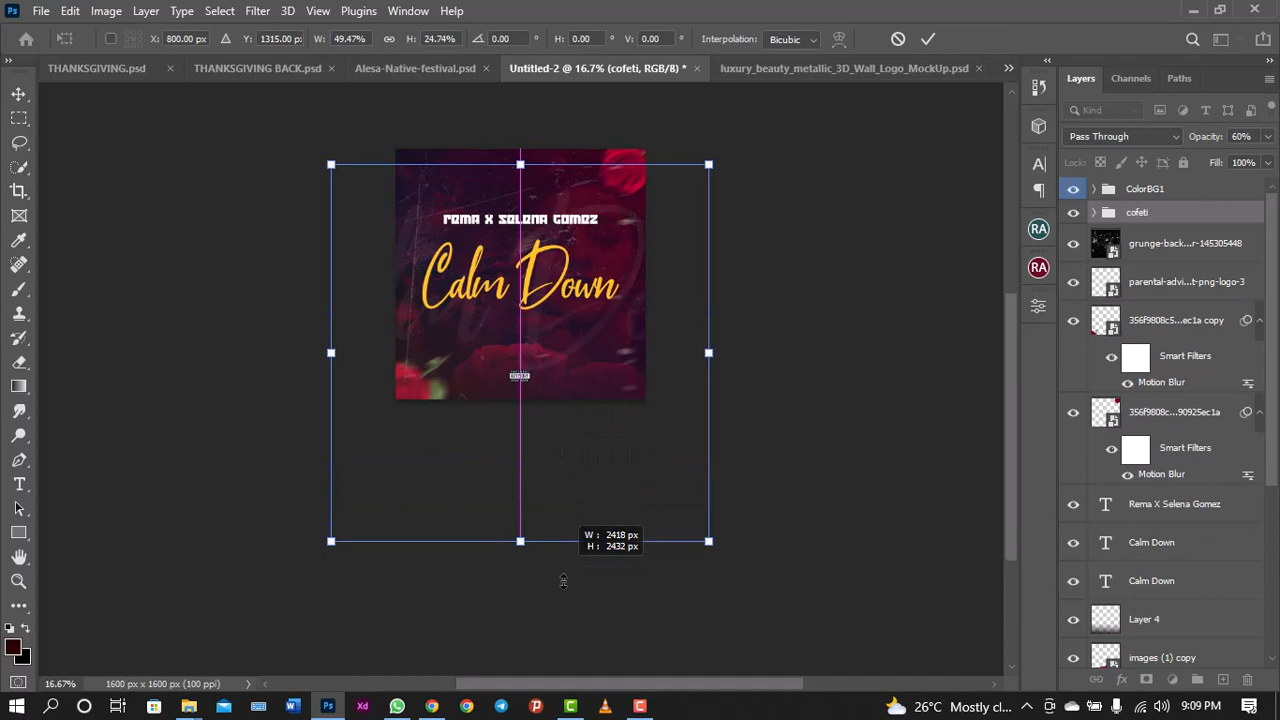 Ps File Edit Image Layer Type Select Filter 3D View Plugins Window Help
X: 800.00 px Y: 1315.00 px W: 49.47% H: 24.74% 0.00 ° H: 0.00 ° V: 0.00 ° Interpolation: Bicubic
THANKSGIVING.psd × THANKSGIVING BACK.psd × Alesa-Native-festival.psd × Untitled-2 @ 16.7% (cofeti, RGB/8) * × luxury_beauty_metallic_3D_Wall_Logo_MockUp.psd ×
Layers Channels Paths
Kind
Pass Through Opacity: 60%
Lock: Fill: 100%
ColorBG1
cofeti
grunge-back...r-145305448
parental-advi...t-png-logo-3
356f9808c5...ec1a copy
Smart Filters
Motion Blur
356f9808c...90925ec1a
Smart Filters
Motion Blur
Rema X Selena Gomez
Calm Down
Calm Down
Layer 4
images (1) copy
RA
RA
Rema X Selena Gomez
Calm Down
ADVISORY
W : 2418 px
H : 2432 px
16.67% 1600 px x 1600 px (100 ppi)
Ps Xd 26°C Mostly cl... 9:09 PM